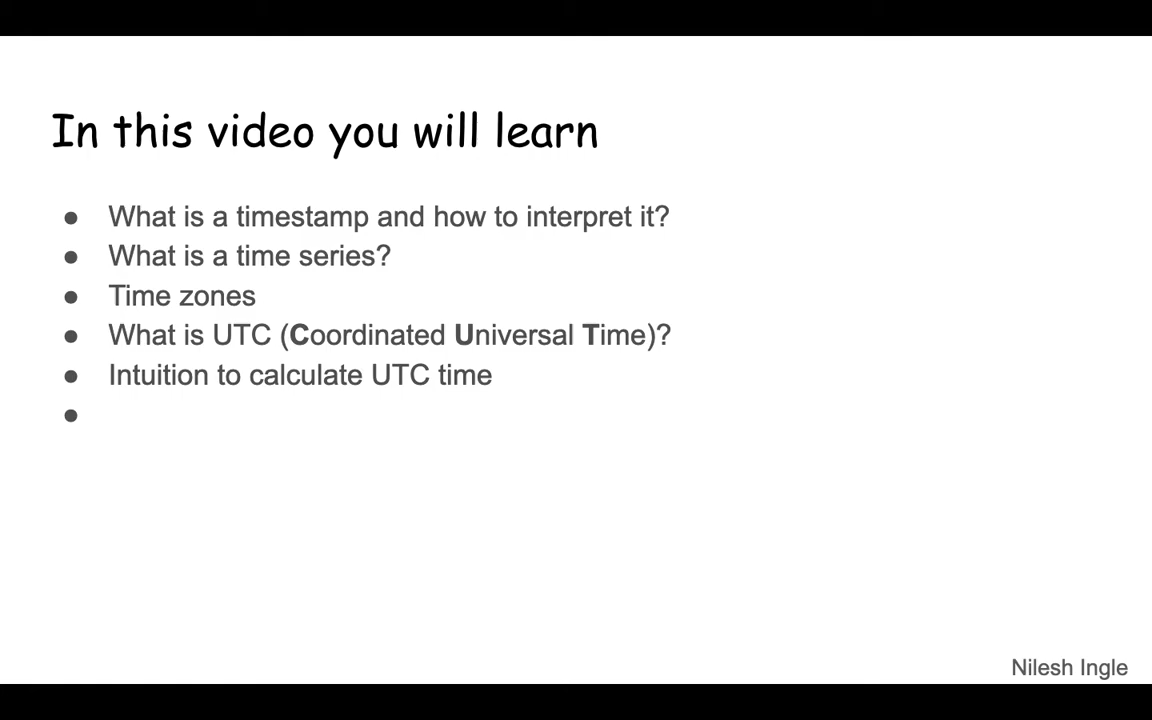 In this video you will learn
● What is a timestamp and how to interpret it?
● What is a time series?
● Time zones
● What is UTC (Coordinated Universal Time)?
● Intuition to calculate UTC time
●
Nilesh Ingle